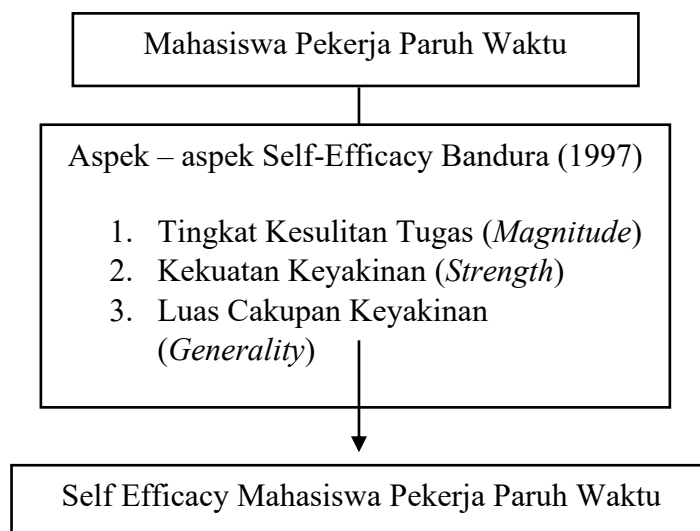 Mahasiswa Pekerja Paruh Waktu
Aspek – aspek Self-Efficacy Bandura (1997)
1. Tingkat Kesulitan Tugas (Magnitude)
2. Kekuatan Keyakinan (Strength)
3. Luas Cakupan Keyakinan
(Generality)
Self Efficacy Mahasiswa Pekerja Paruh Waktu